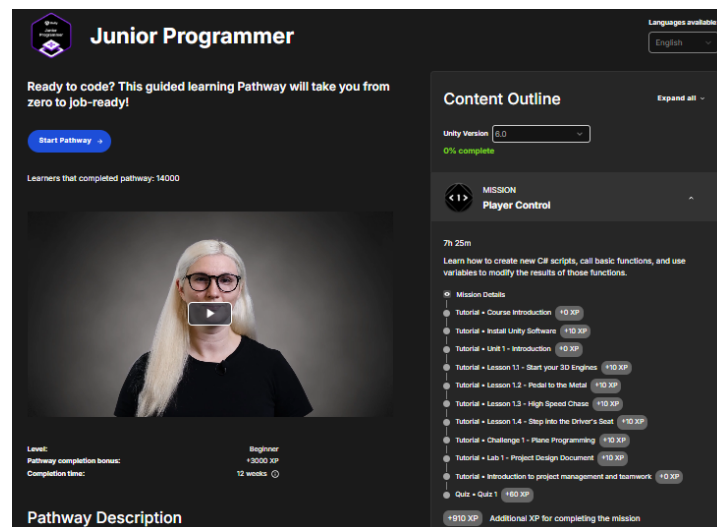 Junior Programmer
Languages available
English
Ready to code? This guided learning Pathway will take you from
zero to job-ready!
Start Pathway →
Learners that completed pathway: 14000
Level:
Beginner
Pathway completion bonus:
+3000 XP
Completion time:
12 weeks
Pathway Description
Content Outline
Expand all
Unity Version
6.0
0% complete
<1>
MISSION
Player Control
7h 25m
Learn how to create new C# scripts, call basic functions, and use
variables to modify the results of those functions.
Mission Details
Tutorial • Course Introduction +0 XP
Tutorial • Install Unity Software +10 XP
Tutorial • Unit 1 - Introduction +0 XP
Tutorial • Lesson 1.1 - Start your 3D Engines +10 XP
Tutorial • Lesson 1.2 - Pedal to the Metal +10 XP
Tutorial • Lesson 1.3 - High Speed Chase +10 XP
Tutorial • Lesson 1.4 - Step into the Driver's Seat +10 XP
Tutorial • Challenge 1 - Plane Programming +10 XP
Tutorial • Lab 1 - Project Design Document +10 XP
Tutorial • Introduction to project management and teamwork +0 XP
Quiz • Quiz 1 +60 XP
+910 XP Additional XP for completing the mission